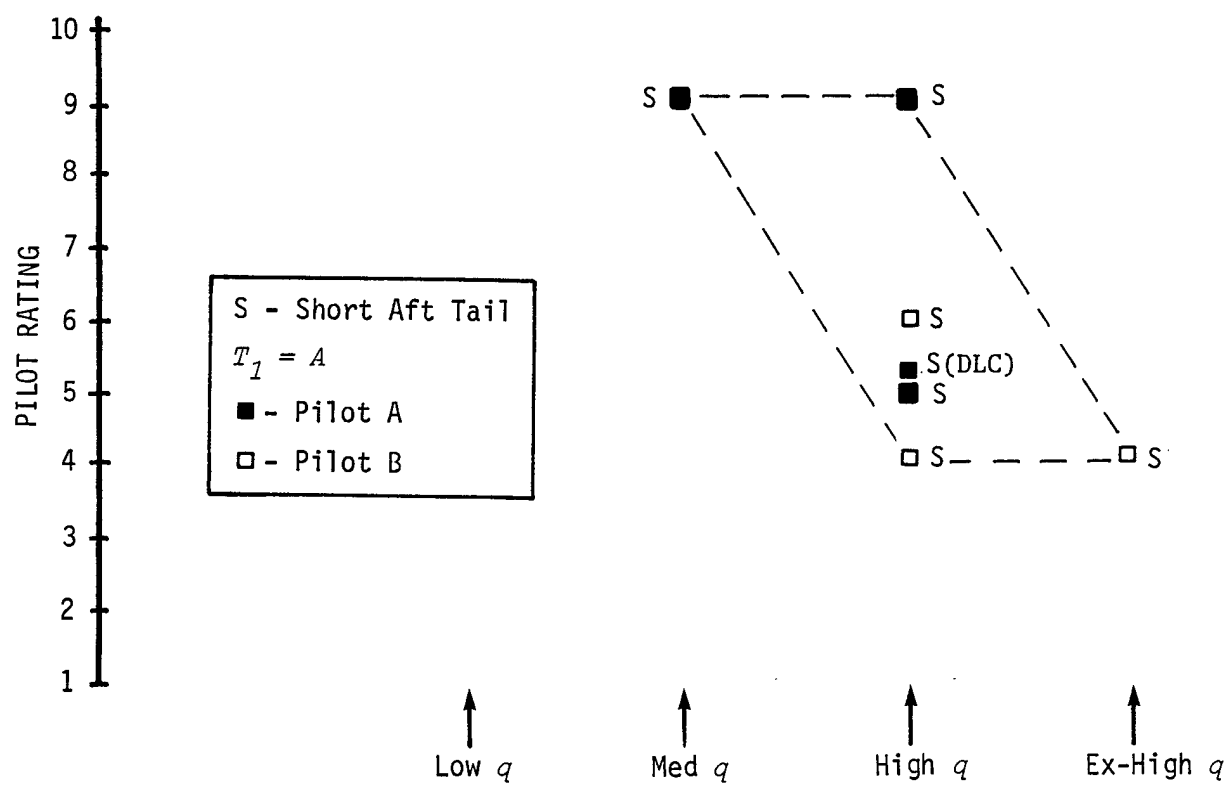 10
9
8
7
6
5
4
3
2
1
PILOT RATING
S - Short Aft Tail
T1 = A
■ - Pilot A
□ - Pilot B
S
S
S
S(DLC)
S
S
S
Low q
Med q
High q
Ex-High q